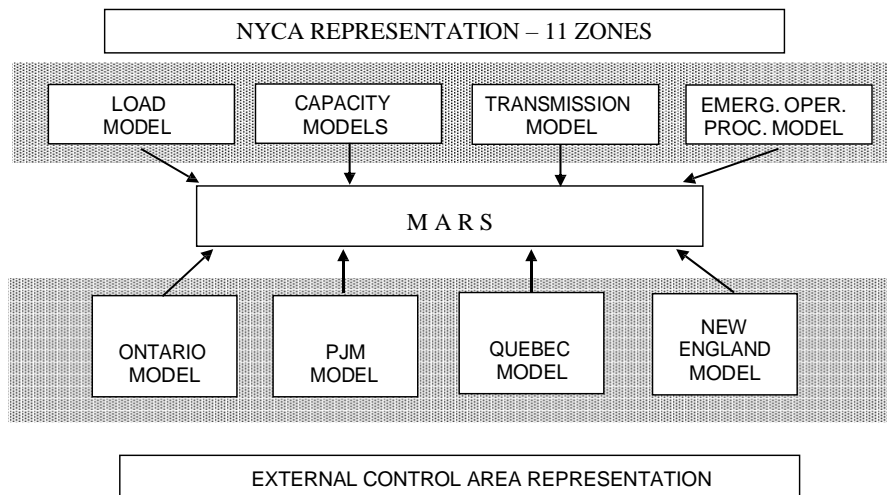 NYCA REPRESENTATION – 11 ZONES
LOAD
MODEL
CAPACITY
MODELS
TRANSMISSION
MODEL
EMERG. OPER.
PROC. MODEL
M A R S
ONTARIO
MODEL
PJM
MODEL
QUEBEC
MODEL
NEW
ENGLAND
MODEL
EXTERNAL CONTROL AREA REPRESENTATION